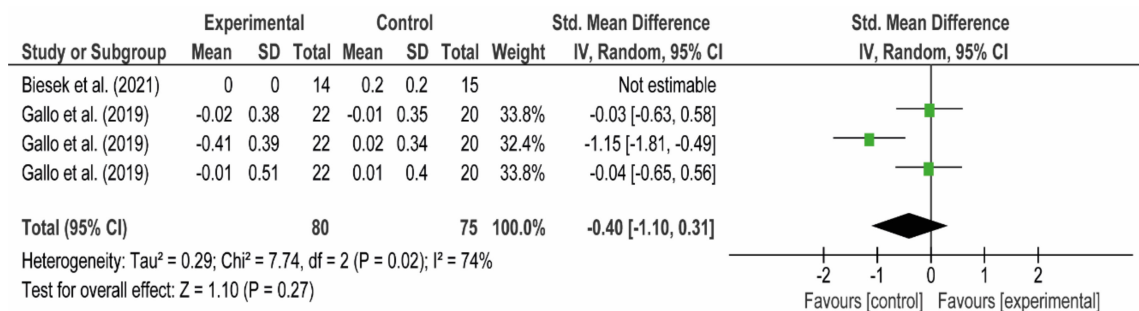 Experimental Control Std. Mean Difference Std. Mean Difference
Study or Subgroup Mean SD Total Mean SD Total Weight IV, Random, 95% CI IV, Random, 95% CI
Biesek et al. (2021) 0 0 14 0.2 0.2 15 Not estimable
Gallo et al. (2019) -0.02 0.38 22 -0.01 0.35 20 33.8% -0.03 [-0.63, 0.58]
Gallo et al. (2019) -0.41 0.39 22 0.02 0.34 20 32.4% -1.15 [-1.81, -0.49]
Gallo et al. (2019) -0.01 0.51 22 0.01 0.4 20 33.8% -0.04 [-0.65, 0.56]
Total (95% CI) 80 75 100.0% -0.40 [-1.10, 0.31]
Heterogeneity: Tau² = 0.29; Chi² = 7.74, df = 2 (P = 0.02); I² = 74%
Test for overall effect: Z = 1.10 (P = 0.27)
-2 -1 0 1 2
Favours [control] Favours [experimental]